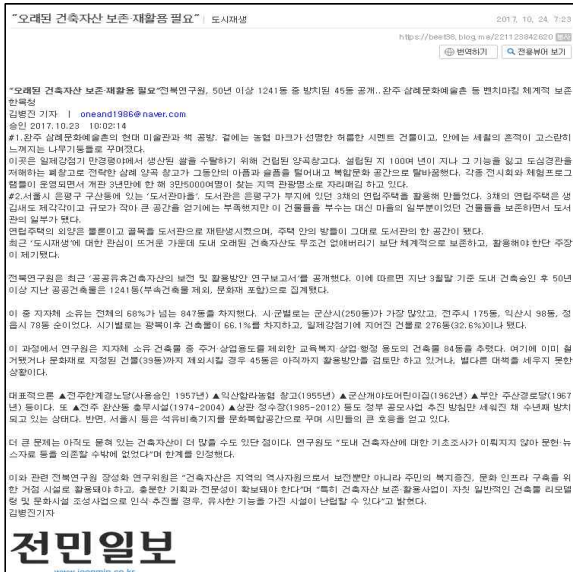 "오래된 건축자산 보존·재활용 필요" | 도시재생
2017. 10. 24. 7:23
https://beet98.blog.me/221123842620 복사
번역하기 전용뷰어 보기
"오래된 건축자산 보존·재활용 필요"전북연구원, 50년 이상 1241동 중 방치된 45동 공개..완주 삼례문화예술촌 등 벤치마킹 체계적 보존
한목청
김병진 기자 | oneand1986@naver.com
승인 2017.10.23 10:02:14
#1.완주 삼례문화예술촌의 현대 미술관과 책 공방. 겉에는 농협 마크가 선명한 허름한 시멘트 건물이고, 안에는 세월의 흔적이 고스란히
느껴지는 나무기둥들로 꾸며졌다.
이곳은 일제강점기 만경평야에서 생산된 쌀을 수탈하기 위해 건립된 양곡창고다. 설립된 지 100여 년이 지나 그 기능을 잃고 도심경관을
저해하는 폐창고로 전락한 삼례 양곡 창고가 그동안의 아픔과 슬픔을 털어내고 복합문화 공간으로 탈바꿈했다. 각종 전시회와 체험프로그
램들이 운영되면서 개관 3년만에 한 해 3만5000여명이 찾는 지역 관광명소로 자리매김 하고 있다.
#2.서울시 은평구 구산동에 있는 '도서관마을'. 도서관은 은평구가 부지에 있던 3채의 연립주택을 활용해 만들었다. 3채의 연립주택은 생
김새도 제각각이고 규모가 작아 큰 공간을 얻기에는 부족했지만 이 건물들을 부수는 대신 마을의 일부분이었던 건물들을 보존하면서 도서
관의 일부가 됐다.
연립주택의 외양은 물론이고 골목을 도서관으로 재탄생시켰으며, 주택 안의 방들이 그대로 도서관의 한 공간이 됐다.
최근 '도시재생'에 대한 관심이 뜨거운 가운데 도내 오래된 건축자산도 무조건 없애버리기 보단 체계적으로 보존하고, 활용해야 한단 주장
이 제기됐다.
전북연구원은 최근 '공공유휴건축자산의 보전 및 활용방안 연구보고서'를 공개했다. 이에 따르면 지난 3월말 기준 도내 건축승인 후 50년
이상 지난 공공건축물은 1241동(부속건축물 제외, 문화재 포함)으로 집계됐다.
이 중 지자체 소유는 전체의 68%가 넘는 847동을 차지했다. 시·군별로는 군산시(250동)가 가장 많았고, 전주시 175동, 익산시 98동, 정
읍시 78동 순이었다. 시기별로는 광복이후 건축물이 66.1%를 차지하고, 일제강점기에 지어진 건물로 276동(32.6%)이나 됐다.
이 과정에서 연구원은 지자체 소유 건축물 중 주거·상업용도를 제외한 교육복지·상업·행정 용도의 건축물 84동을 추렸다. 여기에 이미 철
거됐거나 문화재로 지정된 건물(39동)까지 제외시킬 경우 45동은 아직까지 활용방안을 검토만 하고 있거나, 별다른 대책을 세우지 못한
상황이다.
대표적으론 ▲전주한계경노당(사용승인 1957년) ▲익산함라농협 창고(1955년) ▲군산개야도어린이집(1962년) ▲부안 주산경로당(1967
년) 등이다. 또 ▲전주 완산동 충무시설(1974~2004) ▲상관 정수장(1985-2012) 등도 정부 공모사업 추진 방침만 세워진 채 수년째 방치
되고 있는 상태다. 반면, 서울시 등은 석유비축기지를 문화복합공간으로 꾸며 시민들의 큰 호응을 얻고 있다.
더 큰 문제는 아직도 묻혀 있는 건축자산이 더 많을 수도 있단 점이다. 연구원도 "도내 건축자산에 대한 기초조사가 이뤄지지 않아 문헌·뉴
스자료 등을 의존할 수밖에 없었다"며 한계를 인정했다.
이와 관련 전북연구원 장성화 연구위원은 "건축자산은 지역의 역사자원으로서 보전뿐만 아니라 주민의 복지증진, 문화 인프라 구축을 위
한 거점 시설로 활용돼야 하고, 충분한 기획과 전문성이 확보돼야 한다"며 "특히 건축자산 보존·활용사업이 자칫 일반적인 건축물 리모델
링 및 문화시설 조성사업으로 인식·추진될 경우, 유사한 기능을 가진 시설이 난립할 수 있다"고 밝혔다.
김병진기자
전민일보
www.jeonmin.co.kr